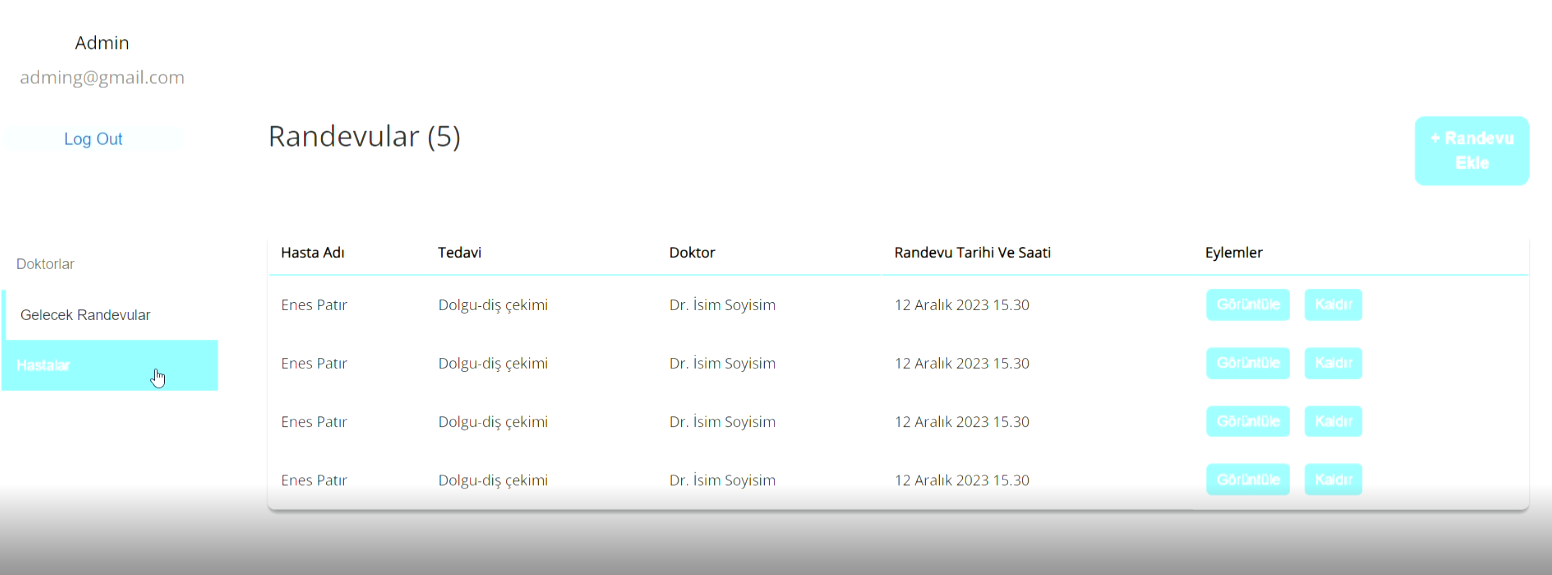 Admin
adming@gmail.com
Log Out
Randevular (5)
+ Randevu
Ekle
Doktorlar
Gelecek Randevular
Hastalar
Hasta Adı Tedavi Doktor Randevu Tarihi Ve Saati Eylemler
Enes Patır Dolgu-diş çekimi Dr. İsim Soyisim 12 Aralık 2023 15.30 Görüntüle Kaldır
Enes Patır Dolgu-diş çekimi Dr. İsim Soyisim 12 Aralık 2023 15.30 Görüntüle Kaldır
Enes Patır Dolgu-diş çekimi Dr. İsim Soyisim 12 Aralık 2023 15.30 Görüntüle Kaldır
Enes Patır Dolgu-diş çekimi Dr. İsim Soyisim 12 Aralık 2023 15.30 Görüntüle Kaldır